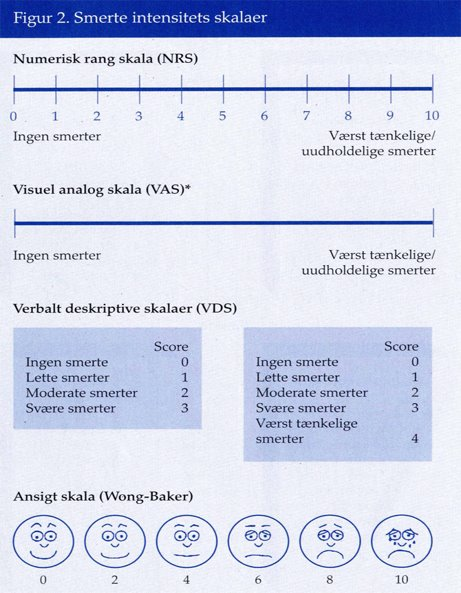 Figur 2. Smerte intensitets skalaer
Numerisk rang skala (NRS)
0 1 2 3 4 5 6 7 8 9 10
Ingen smerter
Værst tænkelige/
uudholdelige smerter
Visuel analog skala (VAS)*
Ingen smerter
Værst tænkelige/
uudholdelige smerter
Verbalt deskriptive skalaer (VDS)
Score
Ingen smerte 0
Lette smerter 1
Moderate smerter 2
Svære smerter 3
Score
Ingen smerte 0
Lette smerter 1
Moderate smerter 2
Svære smerter 3
Værst tænkelige
smerter 4
Ansigt skala (Wong-Baker)
0 2 4 6 8 10